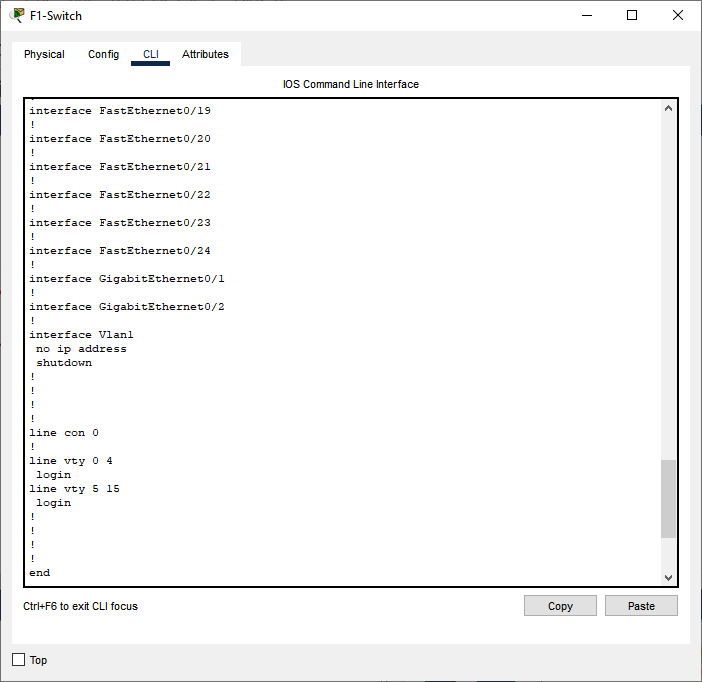 F1-Switch
Physical Config CLI Attributes
IOS Command Line Interface
!
interface FastEthernet0/19
!
interface FastEthernet0/20
!
interface FastEthernet0/21
!
interface FastEthernet0/22
!
interface FastEthernet0/23
!
interface FastEthernet0/24
!
interface GigabitEthernet0/1
!
interface GigabitEthernet0/2
!
interface Vlan1
 no ip address
 shutdown
!
!
!
!
line con 0
!
line vty 0 4
 login
line vty 5 15
 login
!
!
!
!
end
Ctrl+F6 to exit CLI focus
Copy Paste
Top